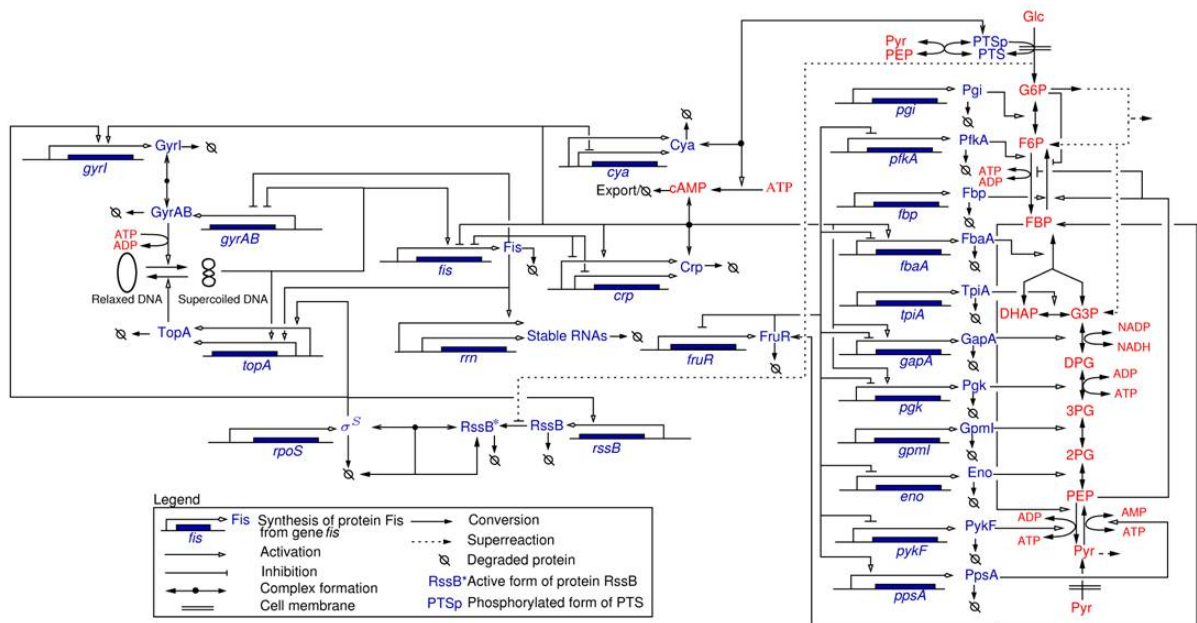 Glc
Pyr
PEP
PTSp
PTS
Pgi
pgi
G6P
PfkA
pfkA
F6P
ATP
ADP
Fbp
fbp
FBP
FbaA
fbaA
TpiA
tpiA
DHAP
G3P
GapA
gapA
NADP
NADH
DPG
Pgk
pgk
ADP
ATP
3PG
GpmI
gpmI
2PG
Eno
eno
PEP
PykF
pykF
ADP
ATP
AMP
ATP
Pyr
PpsA
ppsA
Pyr
GyrI
gyrI
GyrAB
gyrAB
ATP
ADP
Relaxed DNA
Supercoiled DNA
TopA
topA
Cya
cya
Export/
cAMP
ATP
Fis
fis
Crp
crp
Stable RNAs
rrn
FruR
fruR
σS
rpoS
RssB*
RssB
rssB
Legend
Fis
fis
Synthesis of protein Fis
from gene fis
Activation
Inhibition
Complex formation
Cell membrane
Conversion
Superreaction
Degraded protein
RssB* Active form of protein RssB
PTSp Phosphorylated form of PTS